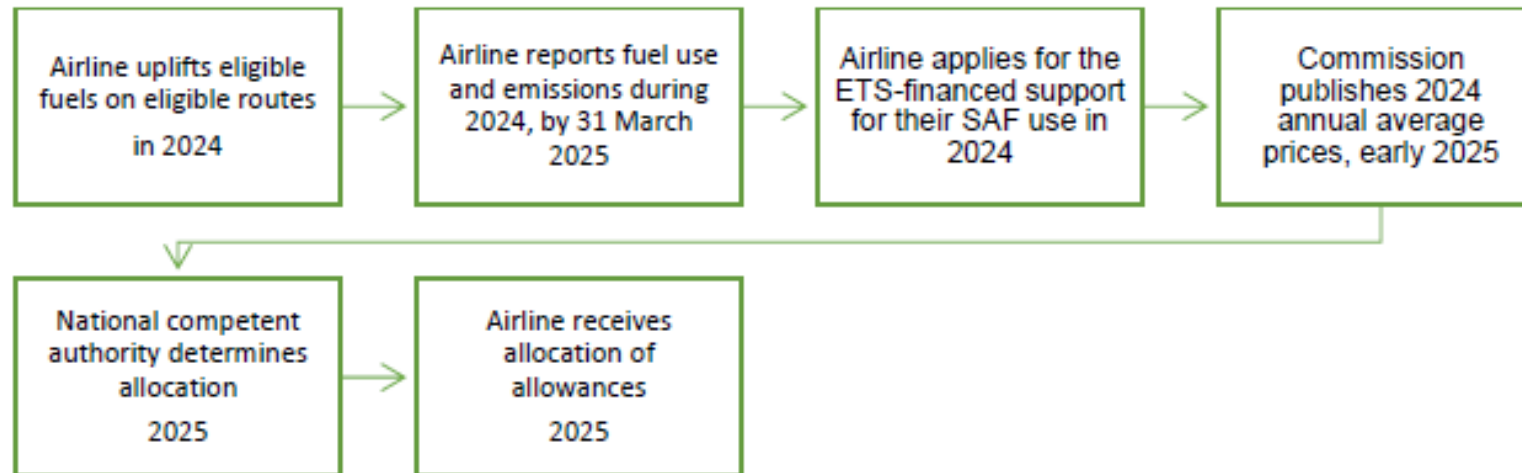 Airline uplifts eligible
fuels on eligible routes
in 2024
Airline reports fuel use
and emissions during
2024, by 31 March
2025
Airline applies for the
ETS-financed support
for their SAF use in
2024
Commission
publishes 2024
annual average
prices, early 2025
National competent
authority determines
allocation
2025
Airline receives
allocation of
allowances
2025